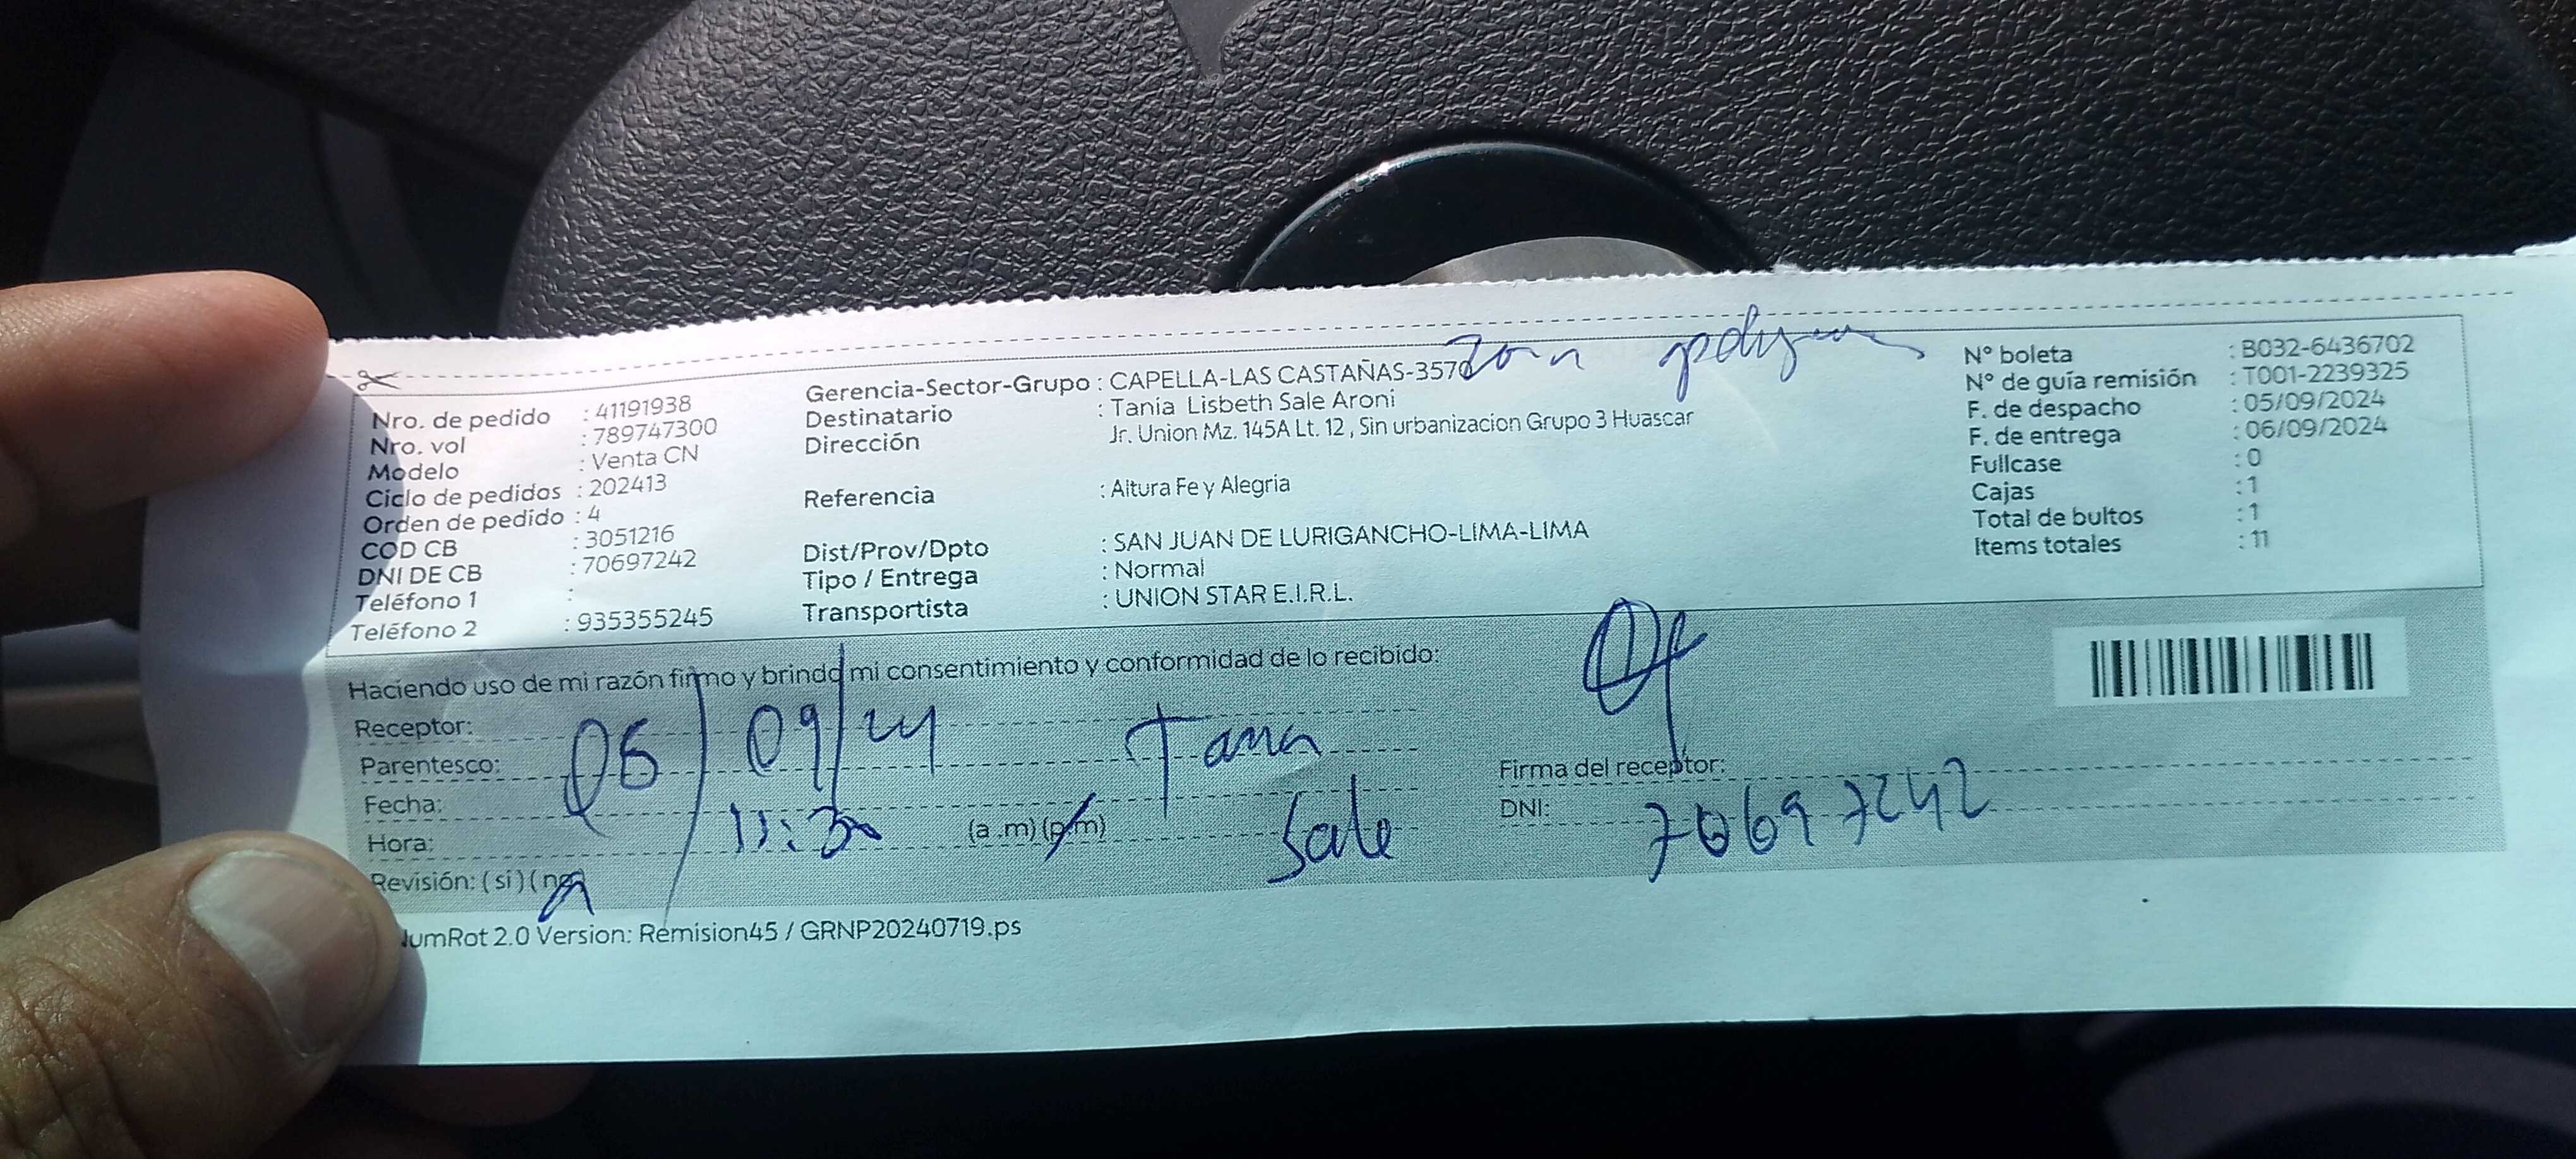 Nro. de pedido : 41191938
Nro. vol : 789747300
Modelo : Venta CN
Ciclo de pedidos : 202413
Orden de pedido : 4
COD CB : 3051216
DNI DE CB : 70697242
Teléfono 1 :
Teléfono 2 : 935355245
Gerencia-Sector-Grupo : CAPELLA-LAS CASTAÑAS-3570
Destinatario : Tania Lisbeth Sale Aroni
Dirección Jr. Union Mz. 145A Lt. 12 , Sin urbanizacion Grupo 3 Huascar
Referencia : Altura Fe y Alegria
Dist/Prov/Dpto : SAN JUAN DE LURIGANCHO-LIMA-LIMA
Tipo / Entrega : Normal
Transportista : UNION STAR E.I.R.L.
N° boleta : B032-6436702
N° de guía remisión : T001-2239325
F. de despacho : 05/09/2024
F. de entrega : 06/09/2024
Fullcase : 0
Cajas : 1
Total de bultos : 1
Items totales : 11
Haciendo uso de mi razón firmo y brindo mi consentimiento y conformidad de lo recibido:
Receptor:
Parentesco: 06/09/24 Tania
Fecha:
Hora: 11:30 (a .m) (p.m) Sale
Revisión: ( si ) ( no )
Firma del receptor:
DNI: 70697242
NumRot 2.0 Version: Remision45 / GRNP20240719.ps